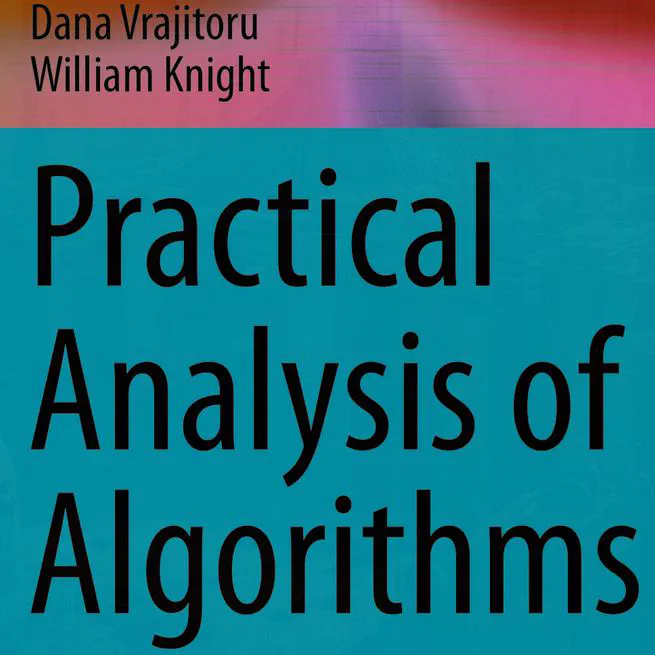 Dana Vrajitoru
William Knight
Practical
Analysis of
Algorithms